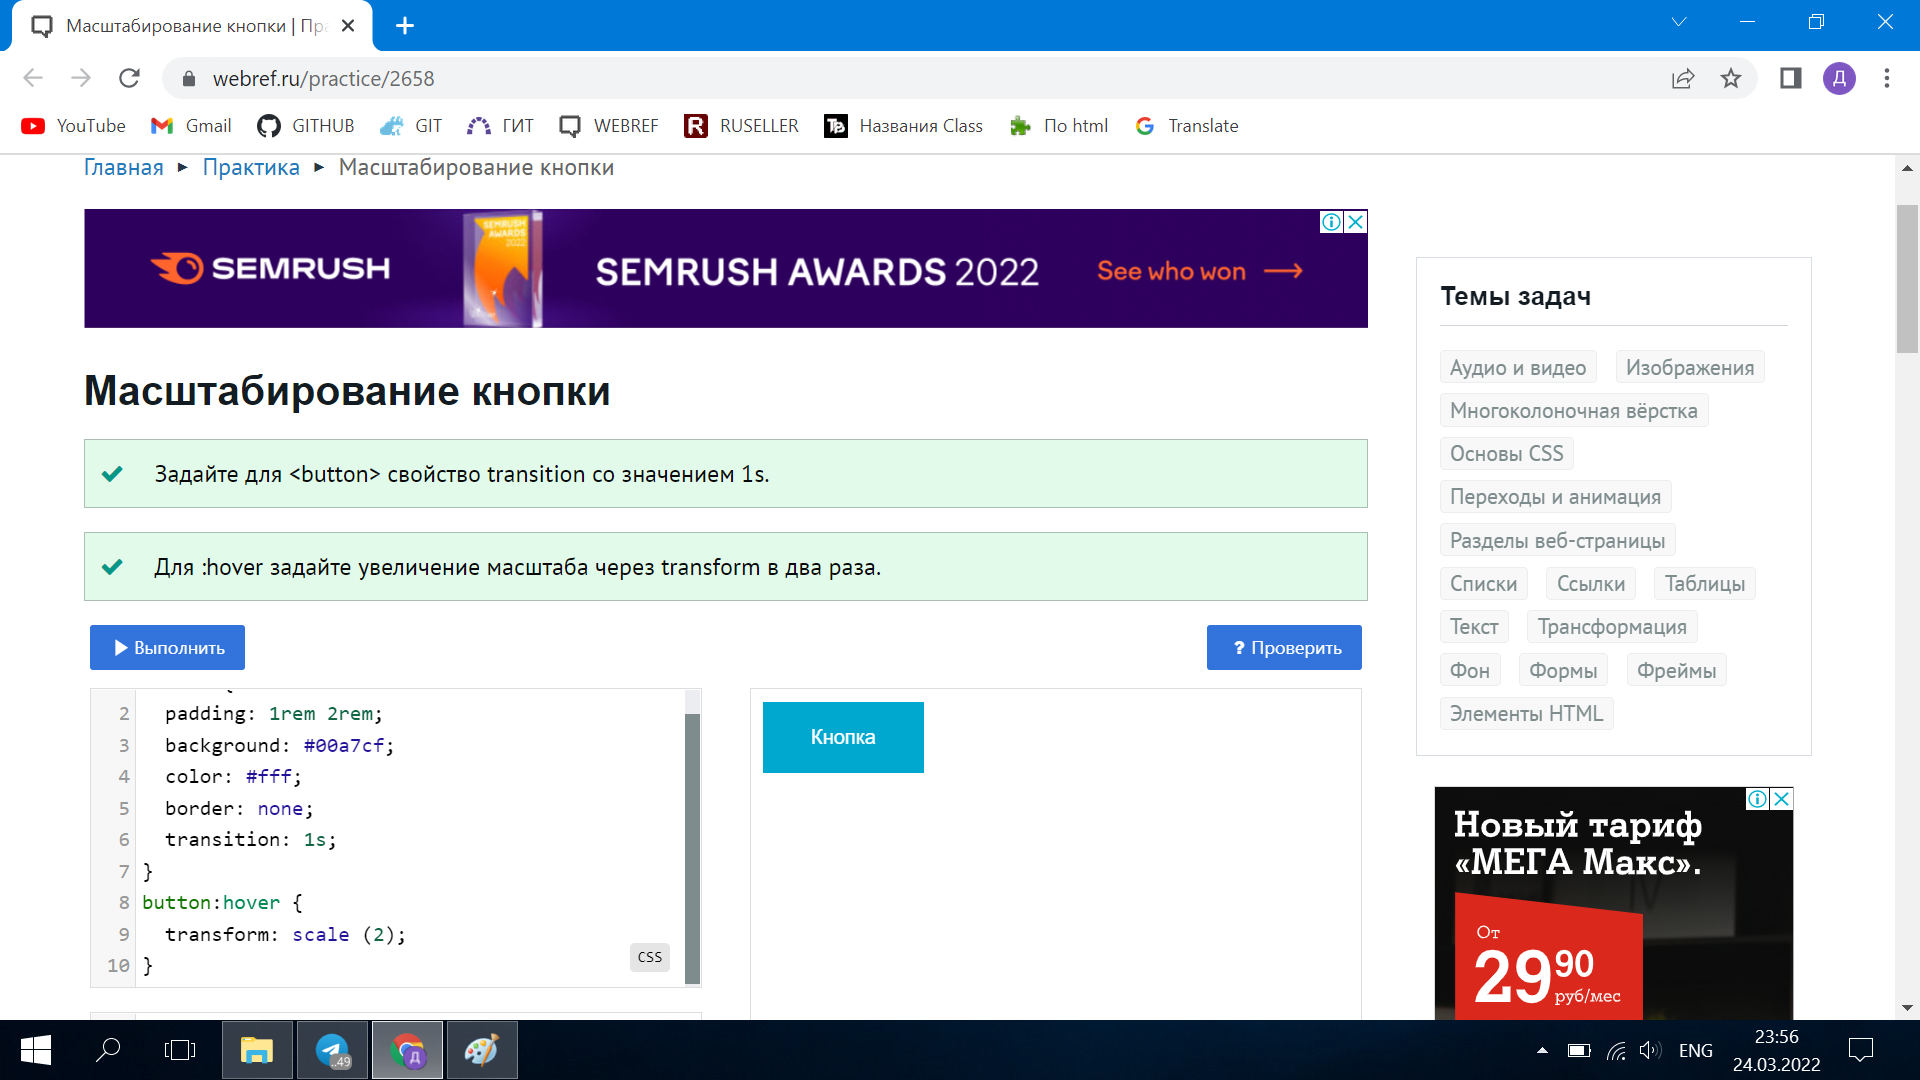 Масштабирование кнопки | Пра
webref.ru/practice/2658
YouTube
Gmail
GITHUB
GIT
ГИТ
WEBREF
RUSELLER
Названия Class
По html
Translate
Д
Главная ► Практика ► Масштабирование кнопки
SEMRUSH
SEMRUSH AWARDS 2022
SEMRUSH AWARDS 2022
See who won
Масштабирование кнопки
Задайте для <button> свойство transition со значением 1s.
Для :hover задайте увеличение масштаба через transform в два раза.
Выполнить
? Проверить
2 padding: 1rem 2rem;
3 background: #00a7cf;
4 color: #fff;
5 border: none;
6 transition: 1s;
7 }
8 button:hover {
9 transform: scale (2);
10 }
CSS
Кнопка
Темы задач
Аудио и видео
Изображения
Многоколоночная вёрстка
Основы CSS
Переходы и анимация
Разделы веб-страницы
Списки
Ссылки
Таблицы
Текст
Трансформация
Фон
Формы
Фреймы
Элементы HTML
Новый тариф
«МЕГА Макс».
От
29 90
руб/мес
..49
Д
ENG
23:56
24.03.2022